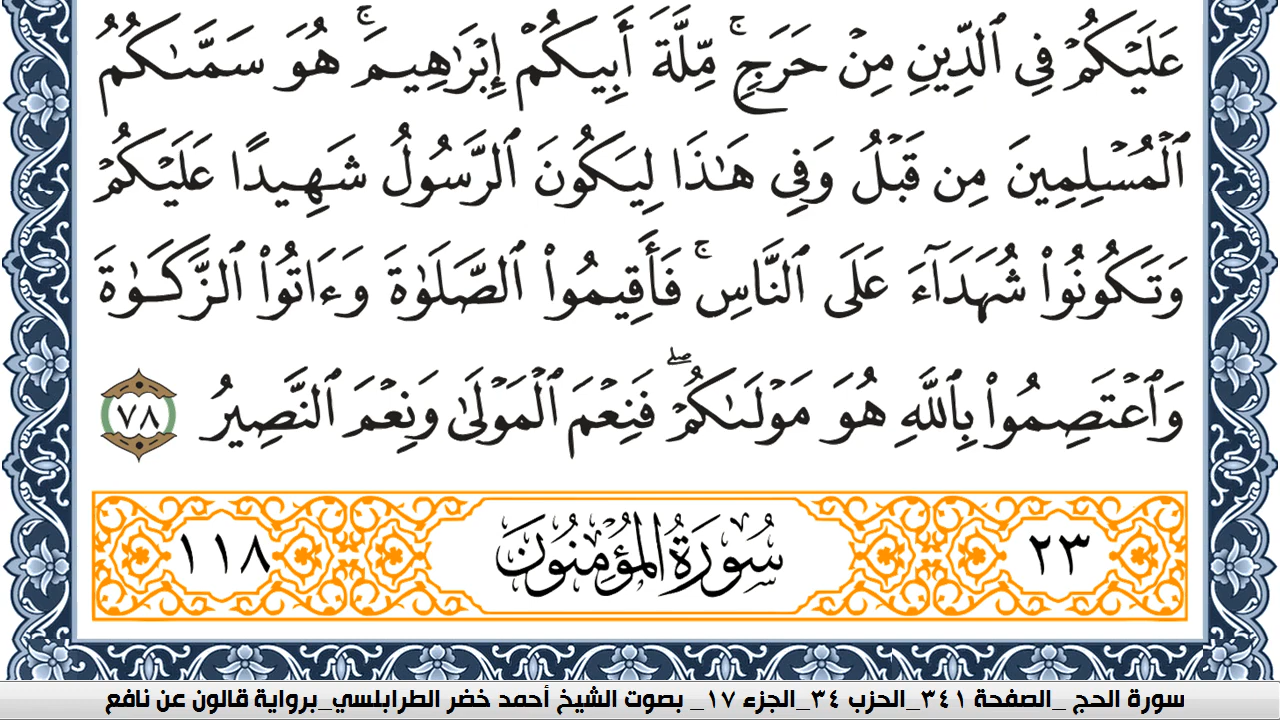 عَلَيْكُمْ فِي ٱلدِّينِ مِنْ حَرَجٍۚ مِّلَّةَ أَبِيكُمْ إِبْرَٰهِيمَۚ هُوَ سَمَّىٰكُمُ
ٱلْمُسْلِمِينَ مِن قَبْلُ وَفِي هَٰذَا لِيَكُونَ ٱلرَّسُولُ شَهِيدًا عَلَيْكُمْ
وَتَكُونُوا۟ شُهَدَآءَ عَلَى ٱلنَّاسِۚ فَأَقِيمُوا۟ ٱلصَّلَوٰةَ وَءَاتُوا۟ ٱلزَّكَوٰةَ
وَٱعْتَصِمُوا۟ بِٱللَّهِ هُوَ مَوْلَىٰكُمْۖ فَنِعْمَ ٱلْمَوْلَىٰ وَنِعْمَ ٱلنَّصِيرُ ٧٨
٢٣ سُورَةُ المُؤْمِنُونَ ١١٨
سورة الحج _الصفحة ٣٤١_الحزب ٣٤_الجزء ١٧_ بصوت الشيخ أحمد خضر الطرابلسي_برواية قالون عن نافع